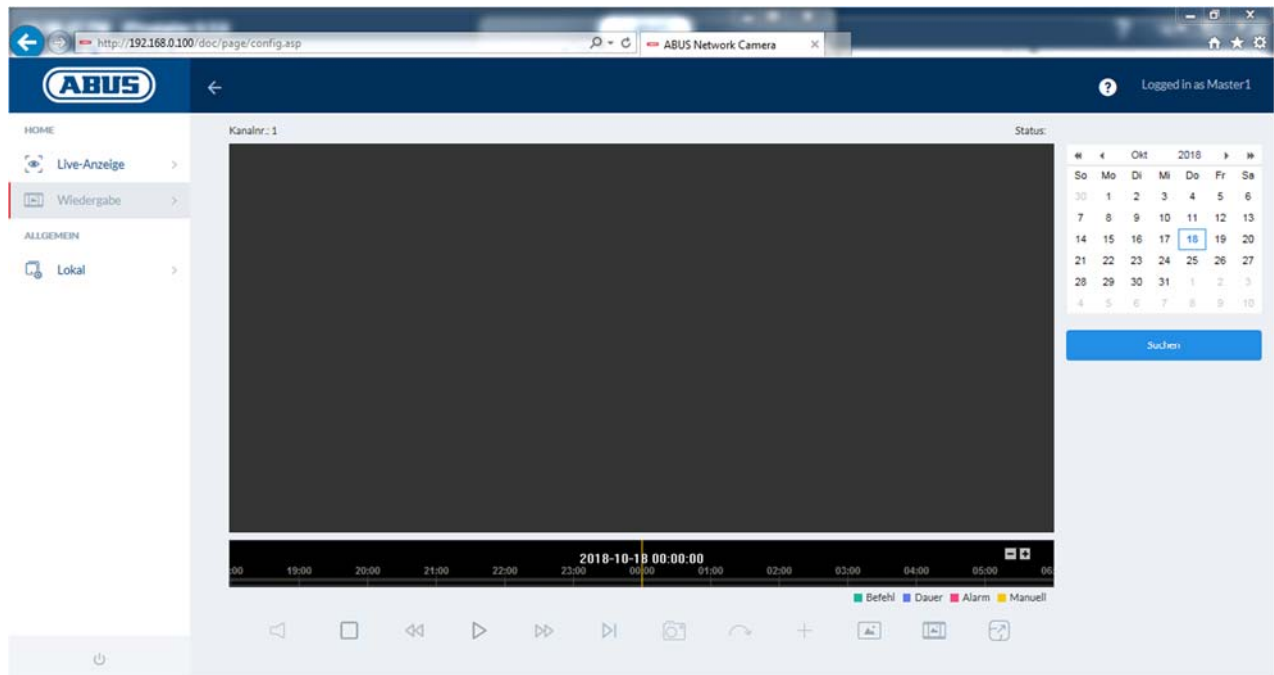 http://192.168.0.100/doc/page/config.asp
ABUS Network Camera
ABUS
Logged in as Master1
HOME
Live-Anzeige
Wiedergabe
ALLGEMEIN
Lokal
Kanalnr.: 1
Status:
Okt 2018
So Mo Di Mi Do Fr Sa
30 1 2 3 4 5 6
7 8 9 10 11 12 13
14 15 16 17 18 19 20
21 22 23 24 25 26 27
28 29 30 31 1 2 3
4 5 6 7 8 9 10
Suchen
2018-10-18 00:00:00
:00 19:00 20:00 21:00 22:00 23:00 00:00 01:00 02:00 03:00 04:00 05:00 06
Befehl Dauer Alarm Manuell